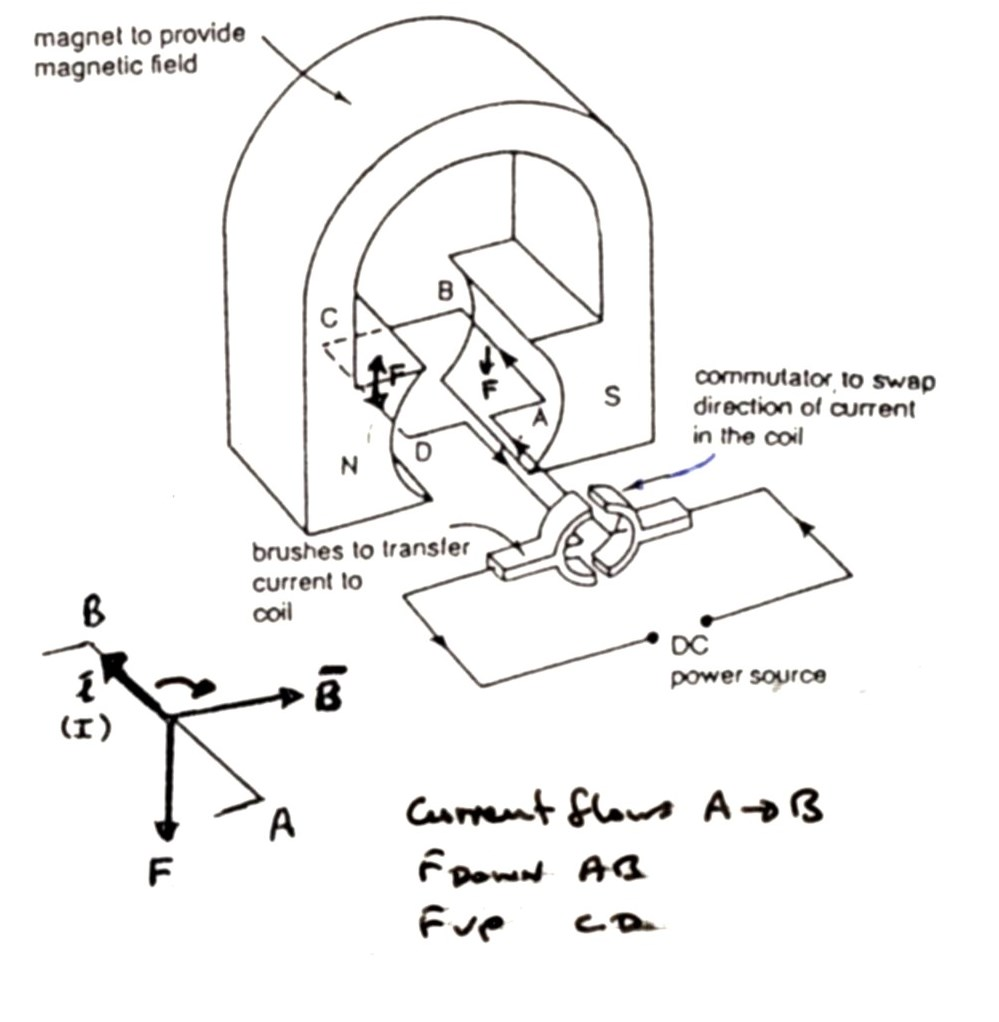 magnet to provide
magnetic field
B
C
F
F
A
S
commutator to swap
direction of current
in the coil
D
N
brushes to transfer
current to
coil
DC
power source
B
l̄
(I)
B̄
A
F
Current flows A → B
F̄ DOWN AB
F̄ UP CD